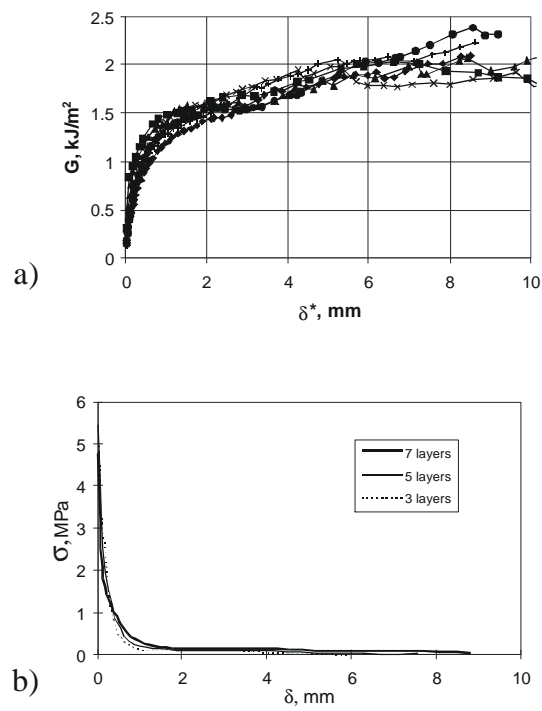 a)
G, kJ/m²
2.5
2
1.5
1
0.5
0
0 2 4 6 8 10
δ*, mm
b)
σ, MPa
6
5
4
3
2
1
0
7 layers
5 layers
3 layers
0 2 4 6 8 10
δ, mm